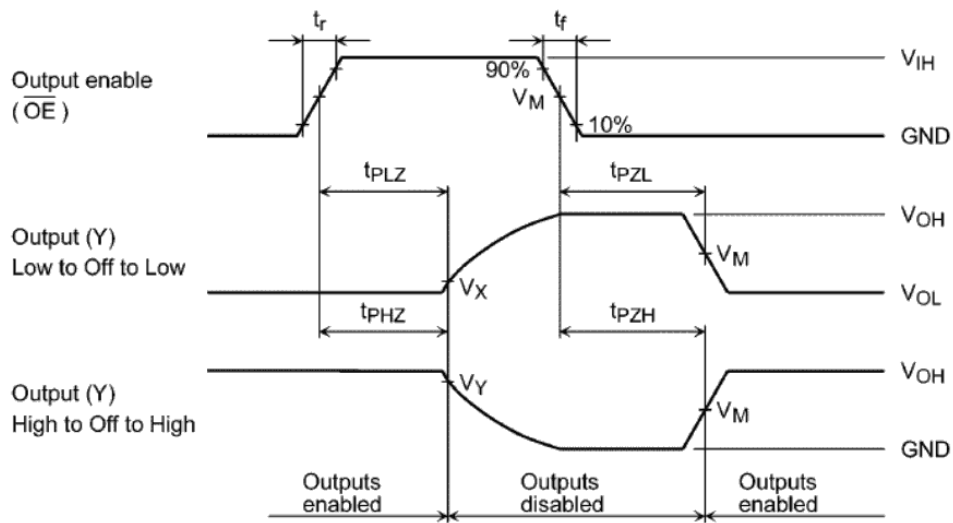 tr
tf
VIH
90%
Output enable
(OE)
VM
10%
GND
tPLZ
tPZL
VOH
Output (Y)
Low to Off to Low
VM
VX
VOL
tPHZ
tPZH
VOH
Output (Y)
High to Off to High
VY
VM
GND
Outputs
enabled
Outputs
disabled
Outputs
enabled